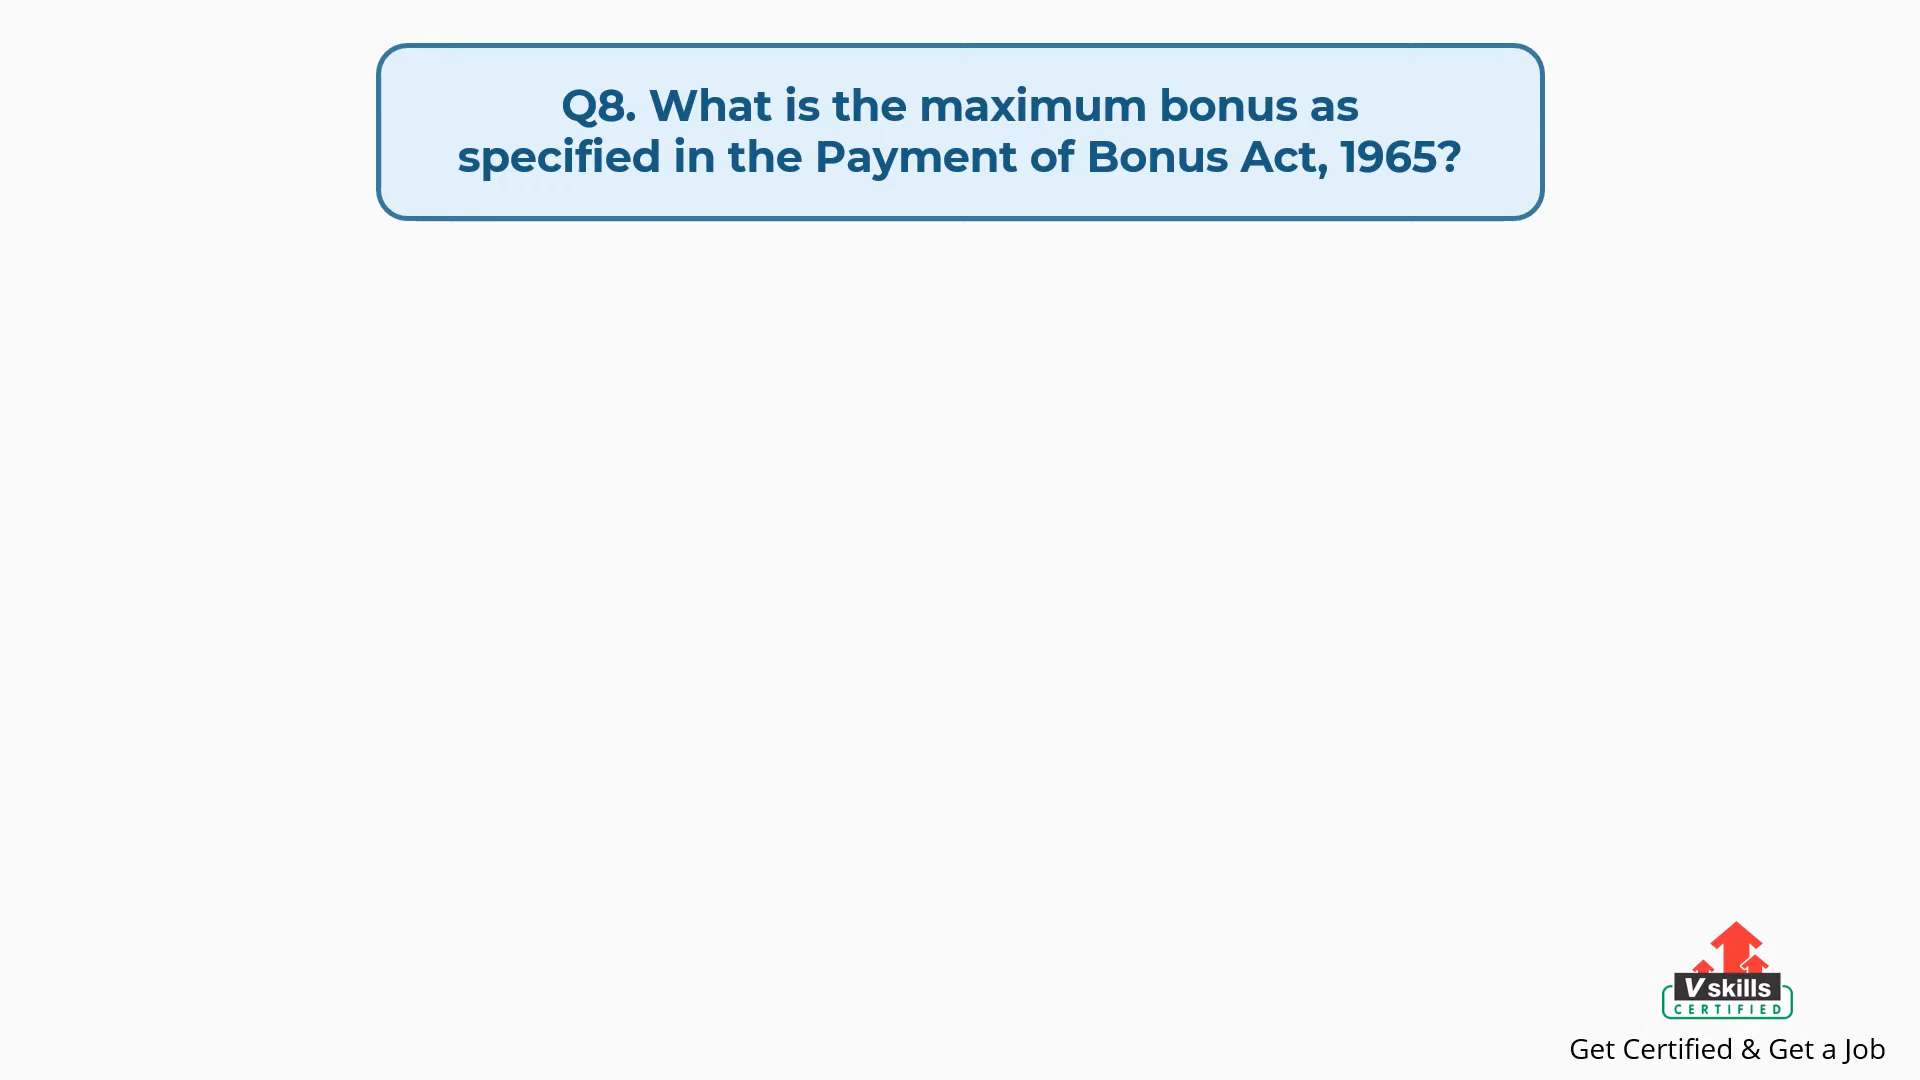 Q8. What is the maximum bonus as
specified in the Payment of Bonus Act, 1965?
Vskills
CERTIFIED
Get Certified & Get a Job